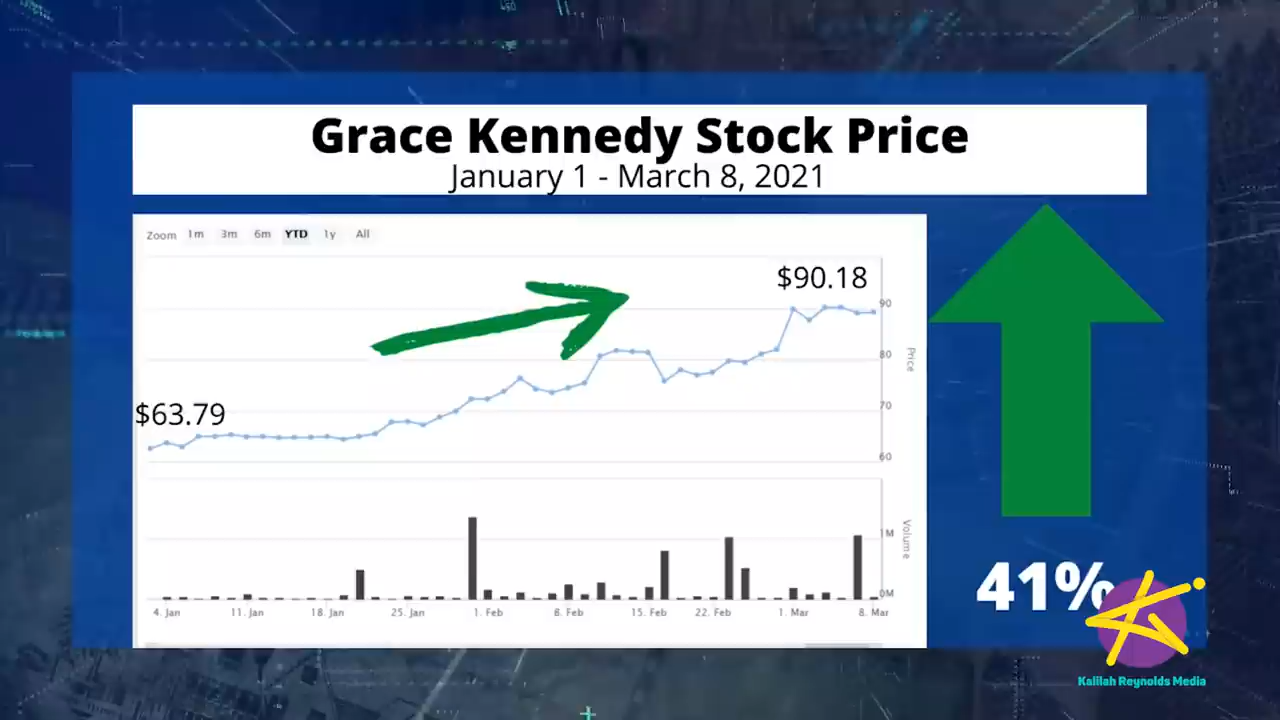 Grace Kennedy Stock Price
January 1 - March 8, 2021
Zoom 1m 3m 6m YTD 1y All
$90.18
90
80
Price
70
$63.79
60
1M
Volume
0M
4. Jan 11. Jan 18. Jan 25. Jan 1. Feb 8. Feb 15. Feb 22. Feb 1. Mar 8. Mar
41%
Kalilah Reynolds Media